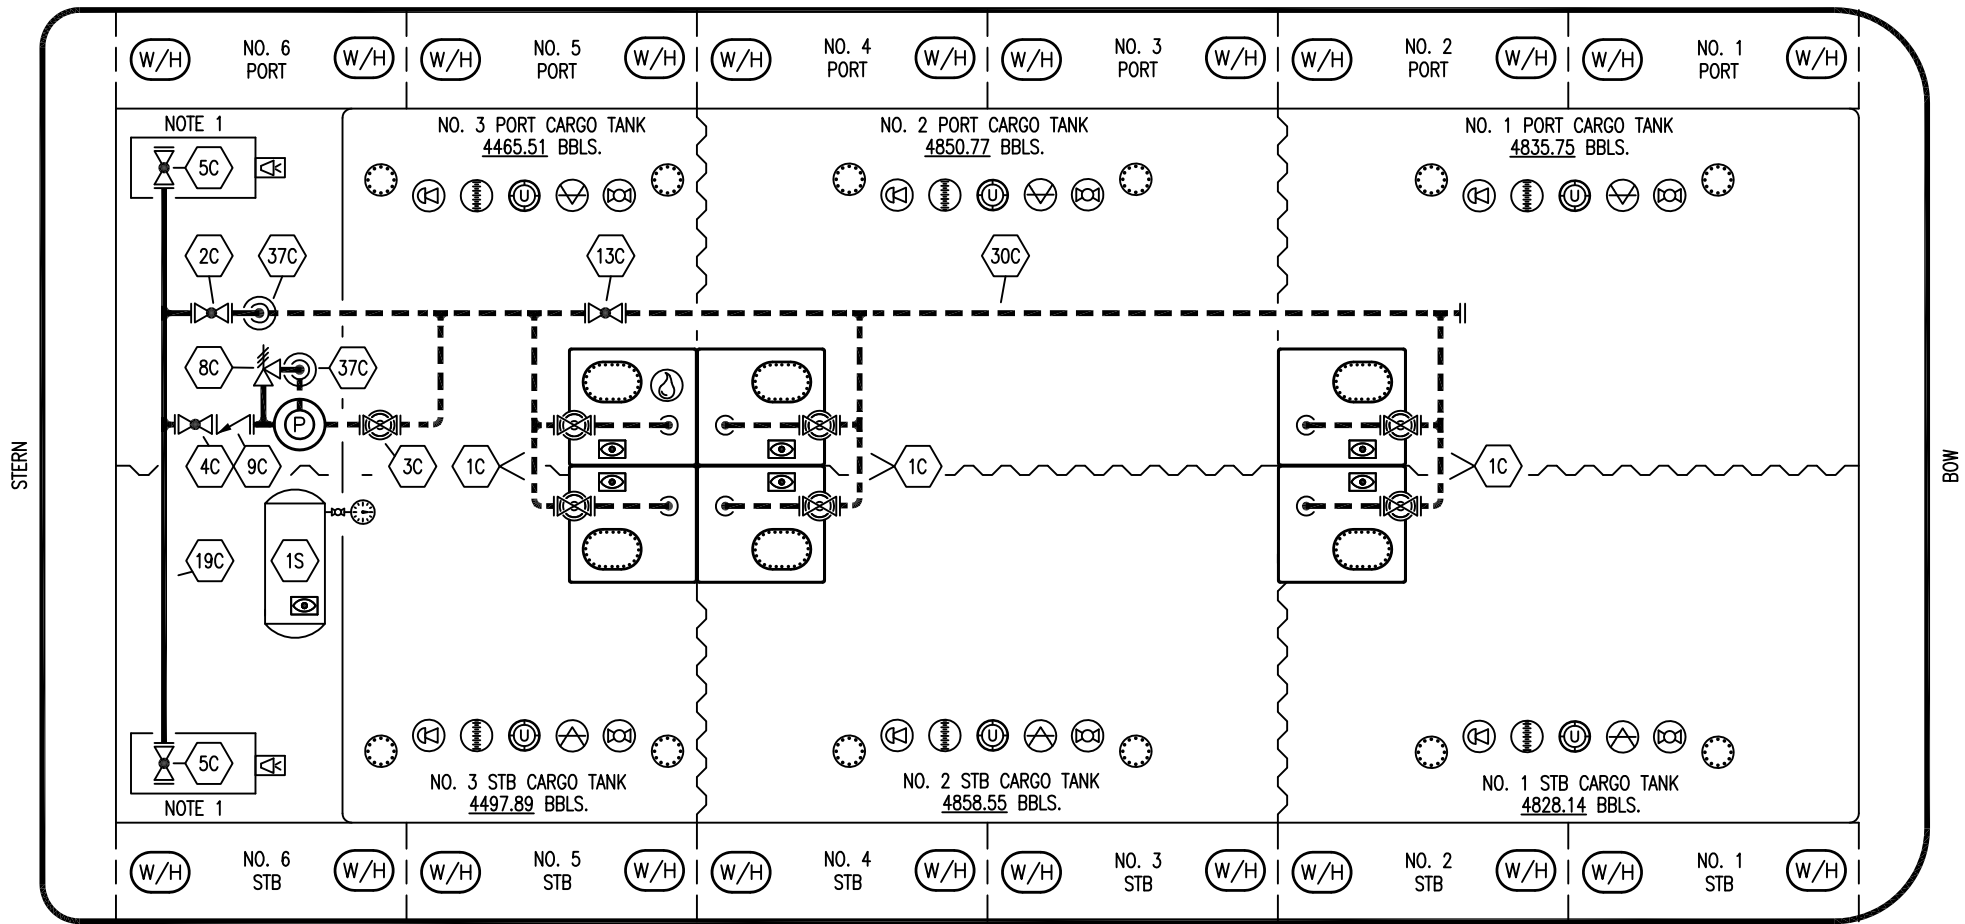 W/H NO. 6 W/H W/H NO. 5 W/H W/H NO. 4 W/H W/H NO. 3 W/H W/H NO. 2 W/H W/H NO. 1 W/H
PORT PORT PORT PORT PORT PORT
NOTE 1
NO. 3 PORT CARGO TANK
4465.51 BBLS.
NO. 2 PORT CARGO TANK
4850.77 BBLS.
NO. 1 PORT CARGO TANK
4835.75 BBLS.
5C
U
U
U
2C
37C
13C
30C
8C
37C
P
STERN
4C
9C
3C
1C
1C
1C
BOW
S
S
S
S
S
S
S
19C
1S
5C
U
U
U
NO. 3 STB CARGO TANK
4497.89 BBLS.
NO. 2 STB CARGO TANK
4858.55 BBLS.
NO. 1 STB CARGO TANK
4828.14 BBLS.
NOTE 1
W/H NO. 6 W/H W/H NO. 5 W/H W/H NO. 4 W/H W/H NO. 3 W/H W/H NO. 2 W/H W/H NO. 1 W/H
STB STB STB STB STB STB